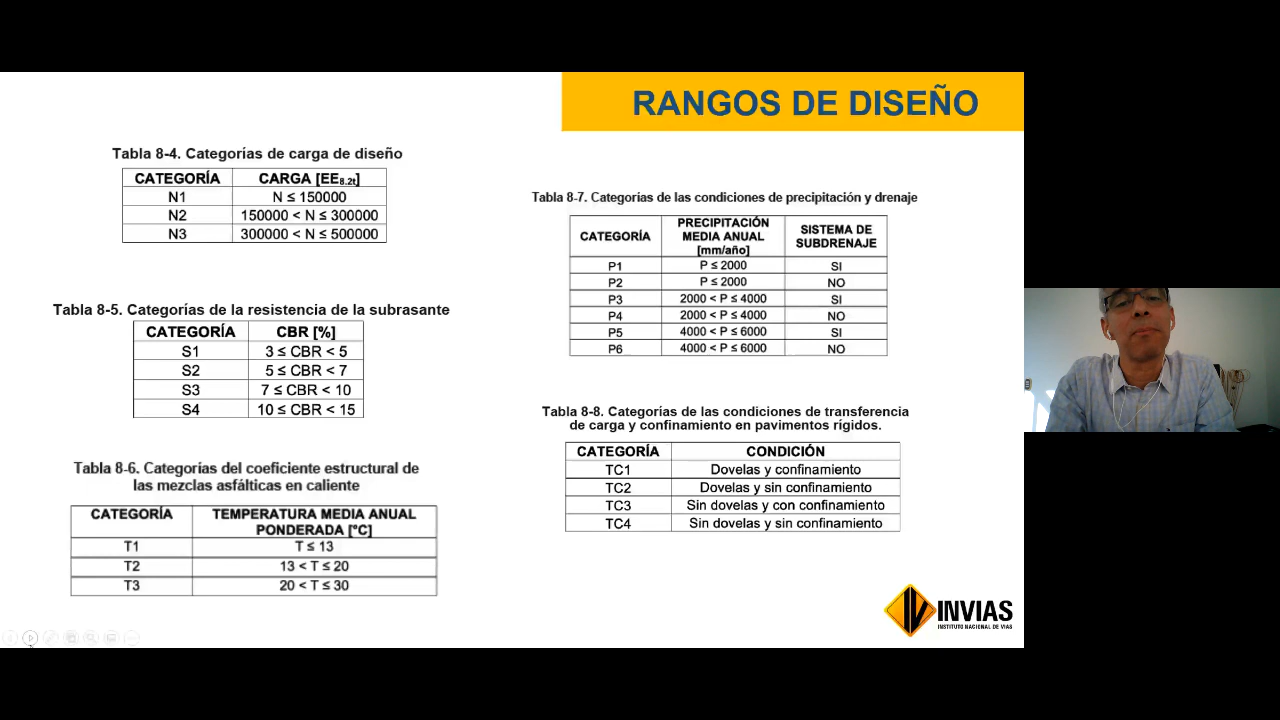 RANGOS DE DISEÑO
Tabla 8-4. Categorías de carga de diseño
CATEGORÍA CARGA [EE8.2t]
N1 N ≤ 150000
N2 150000 < N ≤ 300000
N3 300000 < N ≤ 500000
Tabla 8-5. Categorías de la resistencia de la subrasante
CATEGORÍA CBR [%]
S1 3 ≤ CBR < 5
S2 5 ≤ CBR < 7
S3 7 ≤ CBR < 10
S4 10 ≤ CBR < 15
Tabla 8-6. Categorías del coeficiente estructural de
las mezclas asfálticas en caliente
CATEGORÍA TEMPERATURA MEDIA ANUAL
PONDERADA [°C]
T1 T ≤ 13
T2 13 < T ≤ 20
T3 20 < T ≤ 30
Tabla 8-7. Categorías de las condiciones de precipitación y drenaje
CATEGORÍA PRECIPITACIÓN MEDIA ANUAL [mm/año] SISTEMA DE SUBDRENAJE
P1 P ≤ 2000 SI
P2 P ≤ 2000 NO
P3 2000 < P ≤ 4000 SI
P4 2000 < P ≤ 4000 NO
P5 4000 < P ≤ 6000 SI
P6 4000 < P ≤ 6000 NO
Tabla 8-8. Categorías de las condiciones de transferencia
de carga y confinamiento en pavimentos rígidos.
CATEGORÍA CONDICIÓN
TC1 Dovelas y confinamiento
TC2 Dovelas y sin confinamiento
TC3 Sin dovelas y con confinamiento
TC4 Sin dovelas y sin confinamiento
INVIAS
INSTITUTO NACIONAL DE VIAS